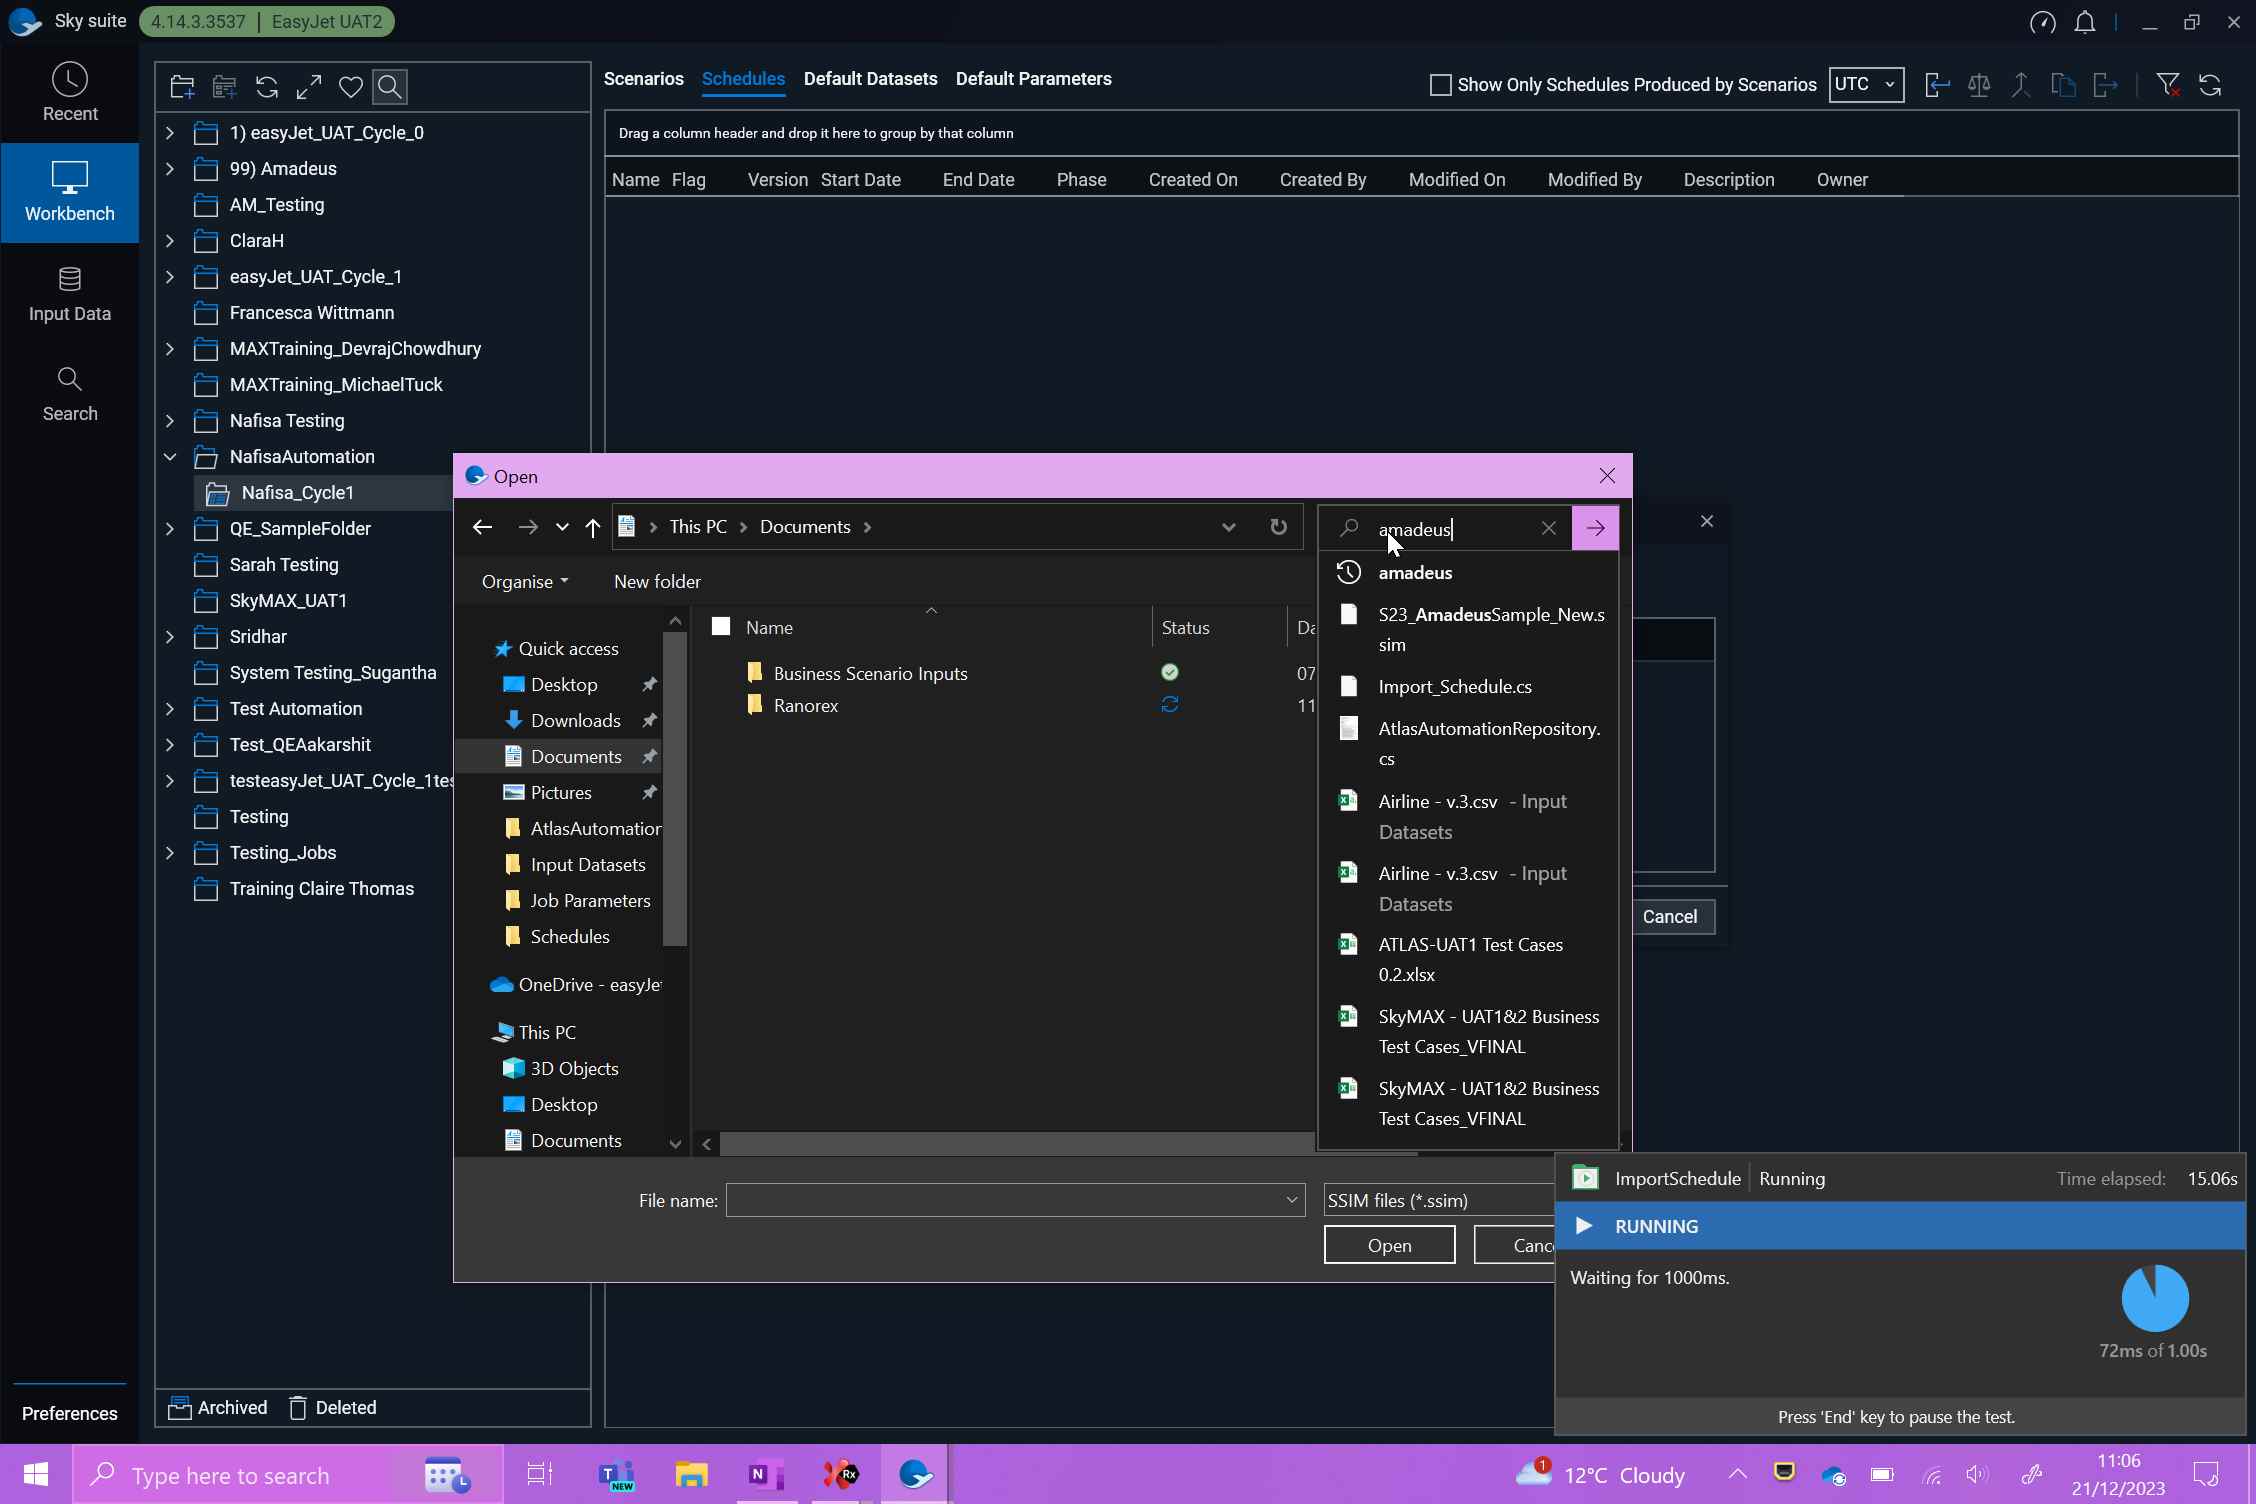 Sky suite 4.14.3.3537 | EasyJet UAT2
Recent
Workbench
Input Data
Search
Preferences
1) easyJet_UAT_Cycle_0
99) Amadeus
AM_Testing
ClaraH
easyJet_UAT_Cycle_1
Francesca Wittmann
MAXTraining_DevrajChowdhury
MAXTraining_MichaelTuck
Nafisa Testing
NafisaAutomation
Nafisa_Cycle1
QE_SampleFolder
Sarah Testing
SkyMAX_UAT1
Sridhar
System Testing_Sugantha
Test Automation
Test_QEAakarshit
testeasyJet_UAT_Cycle_1tes
Testing
Testing_Jobs
Training Claire Thomas
Archived Deleted
Scenarios Schedules Default Datasets Default Parameters
Show Only Schedules Produced by Scenarios UTC
Drag a column header and drop it here to group by that column
Name Flag Version Start Date End Date Phase Created On Created By Modified On Modified By Description Owner
Open
This PC > Documents >
amadeus
Organise New folder
Quick access
Desktop
Downloads
Documents
Pictures
AtlasAutomation
Input Datasets
Job Parameters
Schedules
OneDrive - easyJet
This PC
3D Objects
Desktop
Documents
Name Status Da
Business Scenario Inputs 07
Ranorex 11
amadeus
S23_AmadeusSample_New.s
sim
Import_Schedule.cs
AtlasAutomationRepository.
cs
Airline - v.3.csv - Input
Datasets
Airline - v.3.csv - Input
Datasets
ATLAS-UAT1 Test Cases
0.2.xlsx
SkyMAX - UAT1&2 Business
Test Cases_VFINAL
SkyMAX - UAT1&2 Business
Test Cases_VFINAL
File name: SSIM files (*.ssim)
Open Cance
Cancel
ImportSchedule | Running Time elapsed: 15.06s
RUNNING
Waiting for 1000ms.
72ms of 1.00s
Press 'End' key to pause the test.
Type here to search
T NEW
N
Rx
1
12°C Cloudy
11:06
21/12/2023